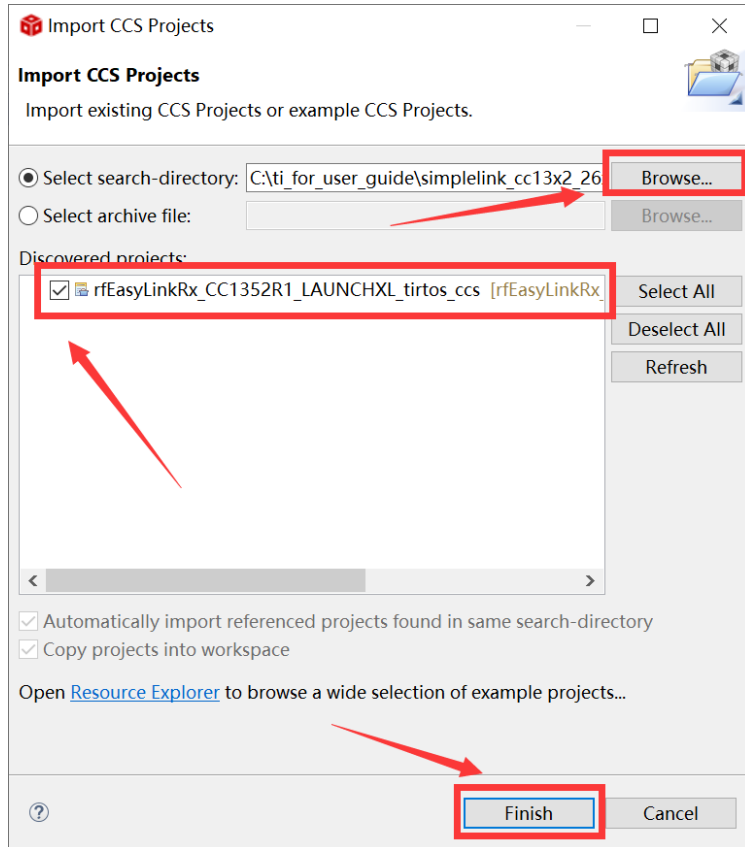 Import CCS Projects
Import CCS Projects
Import existing CCS Projects or example CCS Projects.
Select search-directory: C:\ti_for_user_guide\simplelink_cc13x2_26 Browse...
Select archive file: Browse...
Discovered projects:
rfEasyLinkRx_CC1352R1_LAUNCHXL_tirtos_ccs [rfEasyLinkRx_
Select All
Deselect All
Refresh
Automatically import referenced projects found in same search-directory
Copy projects into workspace
Open Resource Explorer to browse a wide selection of example projects...
? Finish Cancel